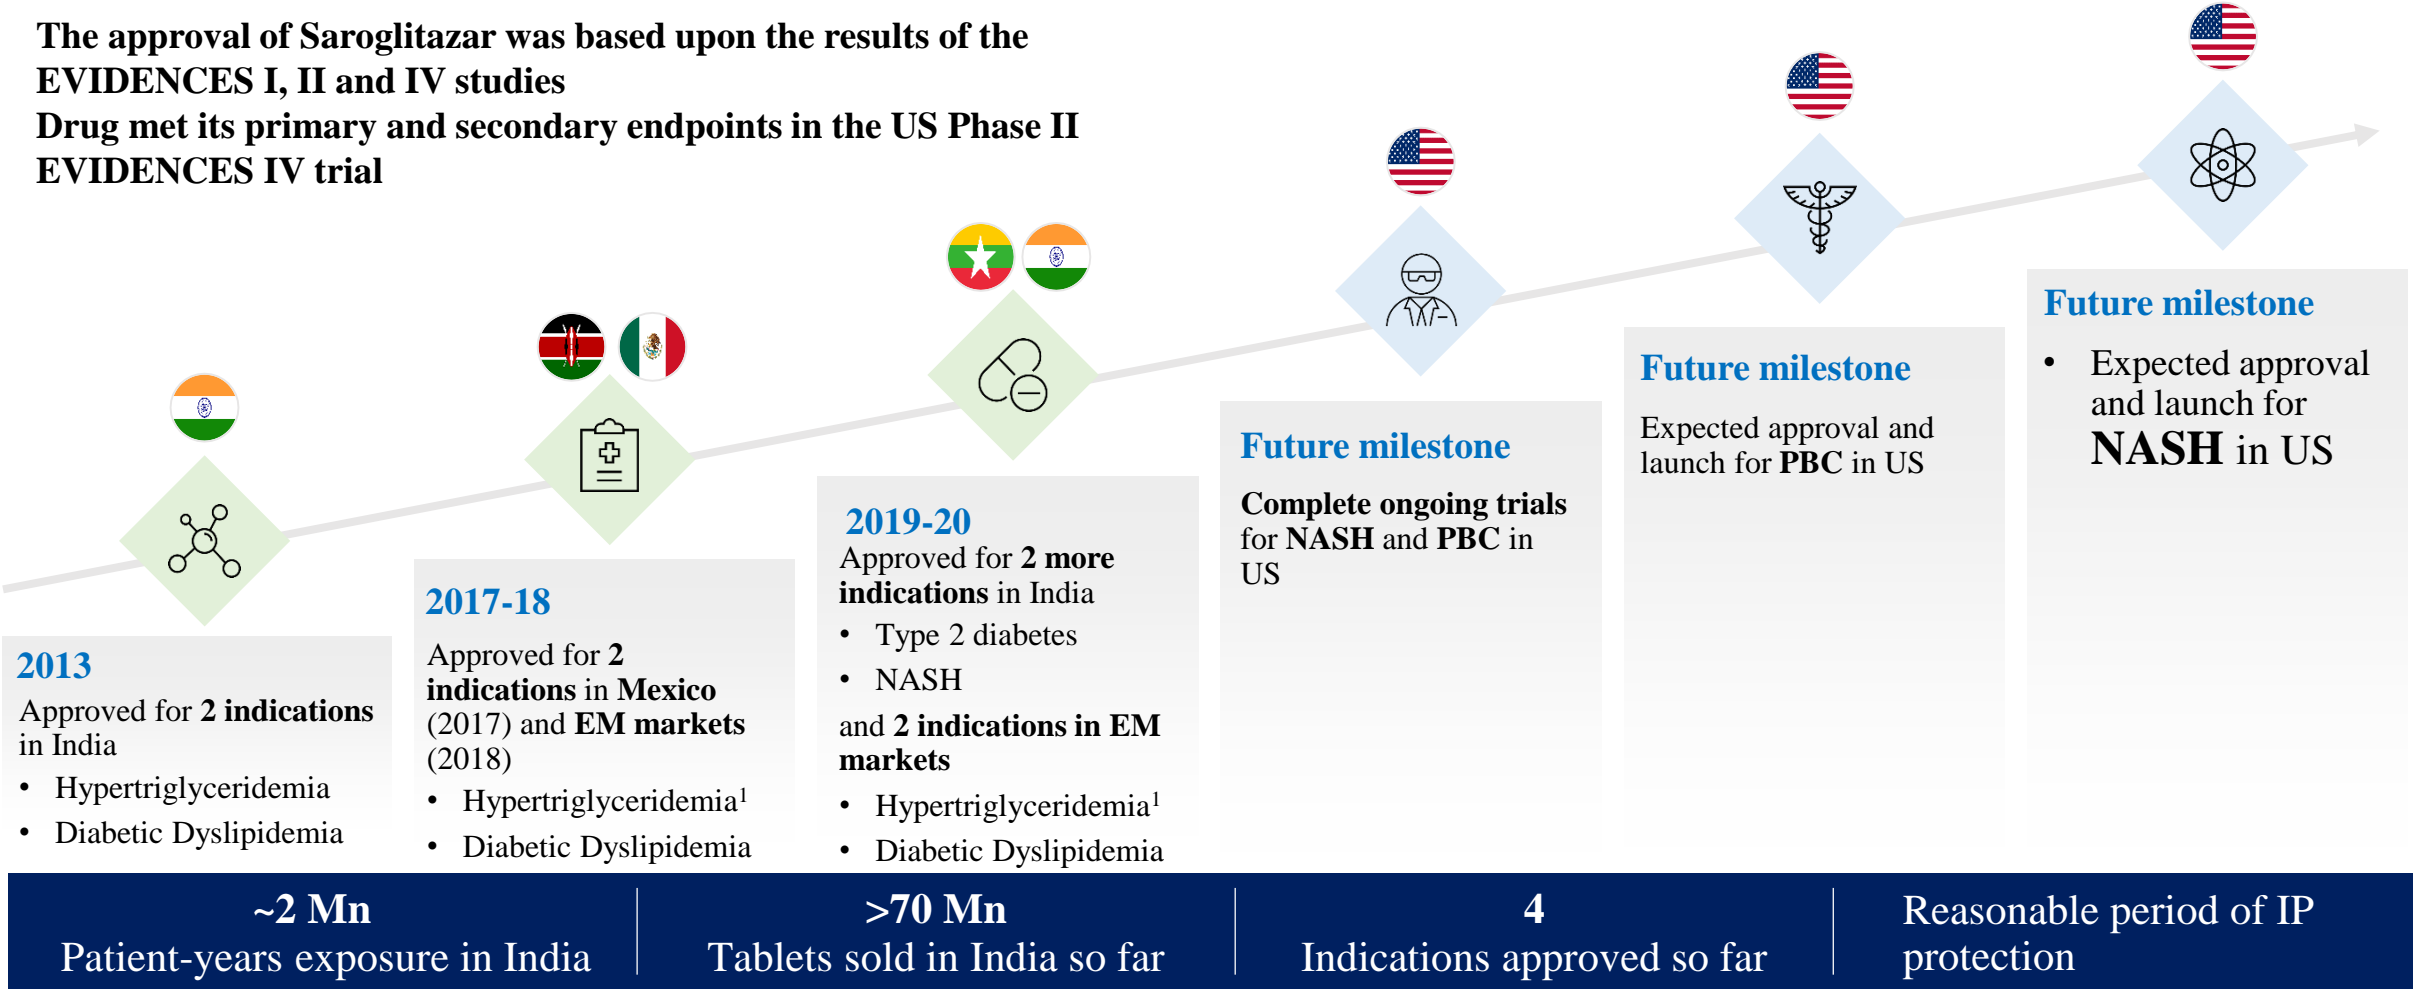 The approval of Saroglitazar was based upon the results of the
EVIDENCES I, II and IV studies
Drug met its primary and secondary endpoints in the US Phase II
EVIDENCES IV trial
2013
Approved for 2 indications
in India
• Hypertriglyceridemia
• Diabetic Dyslipidemia
2017-18
Approved for 2
indications in Mexico
(2017) and EM markets
(2018)
• Hypertriglyceridemia1
• Diabetic Dyslipidemia
2019-20
Approved for 2 more
indications in India
• Type 2 diabetes
• NASH
and 2 indications in EM
markets
• Hypertriglyceridemia1
• Diabetic Dyslipidemia
Future milestone
Complete ongoing trials
for NASH and PBC in
US
Future milestone
Expected approval and
launch for PBC in US
Future milestone
• Expected approval
and launch for
NASH in US
~2 Mn
Patient-years exposure in India
>70 Mn
Tablets sold in India so far
4
Indications approved so far
Reasonable period of IP
protection